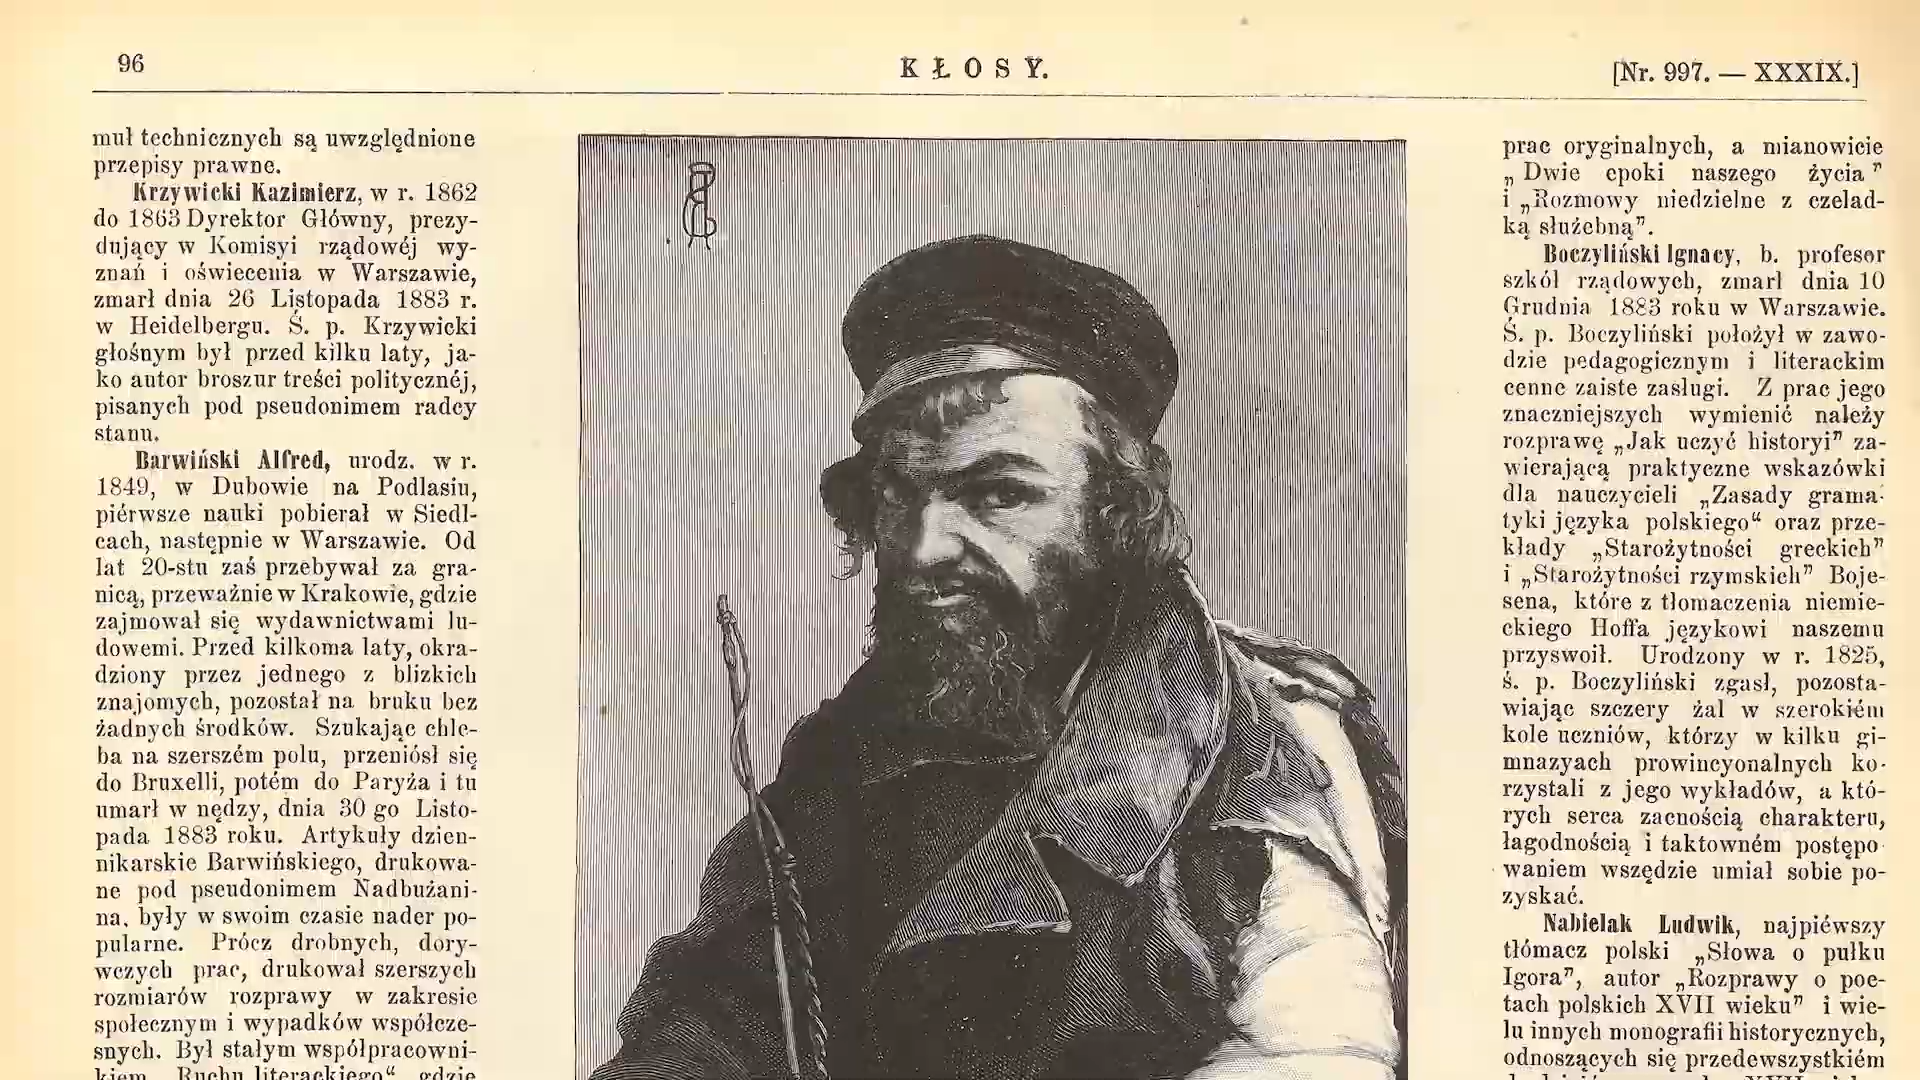 96
KŁOSY.
[Nr. 997. — XXXIX.]
muł technicznych są uwzględnione
przepisy prawne.
Krzywicki Kazimierz, w r. 1862
do 1863 Dyrektor Główny, prezy-
dujący w Komisyi rządowéj wy-
znań i oświecenia w Warszawie,
zmarł dnia 26 Listopada 1883 r.
w Heidelbergu. Ś. p. Krzywicki
głośnym był przed kilku laty, ja-
ko autor broszur treści politycznéj,
pisanych pod pseudonimem radcy
stanu.
Barwiński Alfred, urodz. w r.
1849, w Dubowie na Podlasiu,
piérwsze nauki pobierał w Siedl-
cach, następnie w Warszawie. Od
lat 20-stu zaś przebywał za gra-
nicą, przeważnie w Krakowie, gdzie
zajmował się wydawnictwami lu-
dowemi. Przed kilkoma laty, okra-
dziony przez jednego z blizkich
znajomych, pozostał na bruku bez
żadnych środków. Szukając chle-
ba na szerszém polu, przeniósł się
do Bruxelli, potém do Paryża i tu
umarł w nędzy, dnia 30 go Listo-
pada 1883 roku. Artykuły dzien-
nikarskie Barwińskiego, drukowa-
ne pod pseudonimem Nadbużani-
na, były w swoim czasie nader po-
pularne. Prócz drobnych, dory-
wczych prac, drukował szerszych
rozmiarów rozprawy w zakresie
społecznym i wypadków współcze-
snych. Był stałym współpracowni-
kiem „Ruchu literackiego“ gdzie
prac oryginalnych, a mianowicie
„Dwie epoki naszego życia”
i „Rozmowy niedzielne z czelad-
ką służebną”.
Boczyliński Ignacy, b. profesor
szkół rządowych, zmarł dnia 10
Grudnia 1883 roku w Warszawie.
Ś. p. Boczyliński położył w zawo-
dzie pedagogicznym i literackim
cenne zaiste zasługi. Z prac jego
znaczniejszych wymienić należy
rozprawę „Jak uczyć historyi” za-
wierającą praktyczne wskazówki
dla nauczycieli „Zasady grama-
tyki języka polskiego“ oraz prze-
kłady „Starożytności greckich”
i „Starożytności rzymskich” Boje-
sena, które z tłomaczenia niemie-
ckiego Hoffa językowi naszemu
przyswoił. Urodzony w r. 1825,
ś. p. Boczyliński zgasł, pozosta-
wiając szczery żal w szerokiém
kole uczniów, którzy w kilku gi-
mnazyach prowincyonalnych ko-
rzystali z jego wykładów, a któ-
rych serca zacnością charakteru,
łagodnością i taktowném postępo
waniem wszędzie umiał sobie po-
zyskać.
Nabielak Ludwik, najpiéwszy
tłómacz polski „Słowa o pułku
Igora”, autor „Rozprawy o poe-
tach polskich XVII wieku” i wie-
lu innych monografii historycznych,
odnoszących się przedewszystkiém